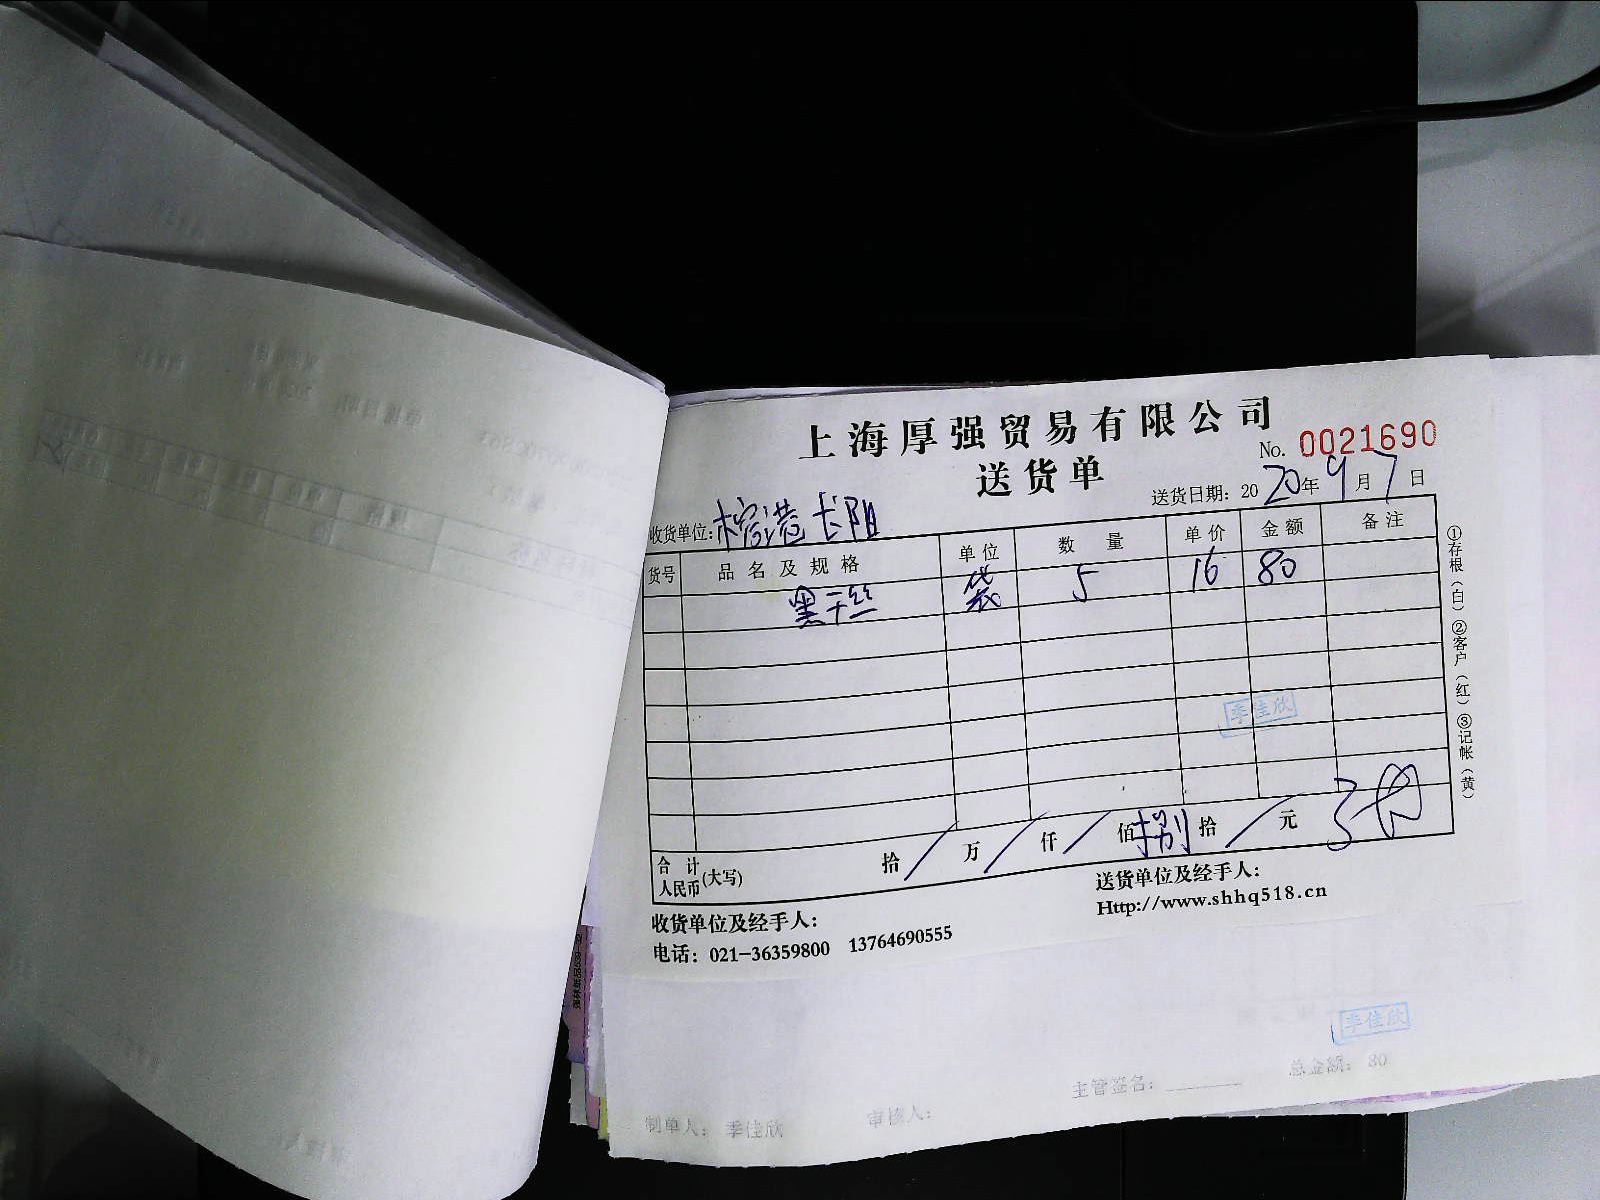 上海厚强贸易有限公司
送货单
No. 0021690
送货日期：2020年9月7日
收货单位：榕港长阳
货号 品名及规格 单位 数量 单价 金额 备注
黑干丝 袋 5 16 80
季佳欣
合计人民币(大写) 拾/万/仟/佰捌拾/元
①存根(白)②客户(红)③记帐(黄)
收货单位及经手人：
送货单位及经手人：
电话：021-36359800 13764690555
Http://www.shhq518.cn
季佳欣
主管签名：
总金额：80
制单人：季佳欣
审核人：